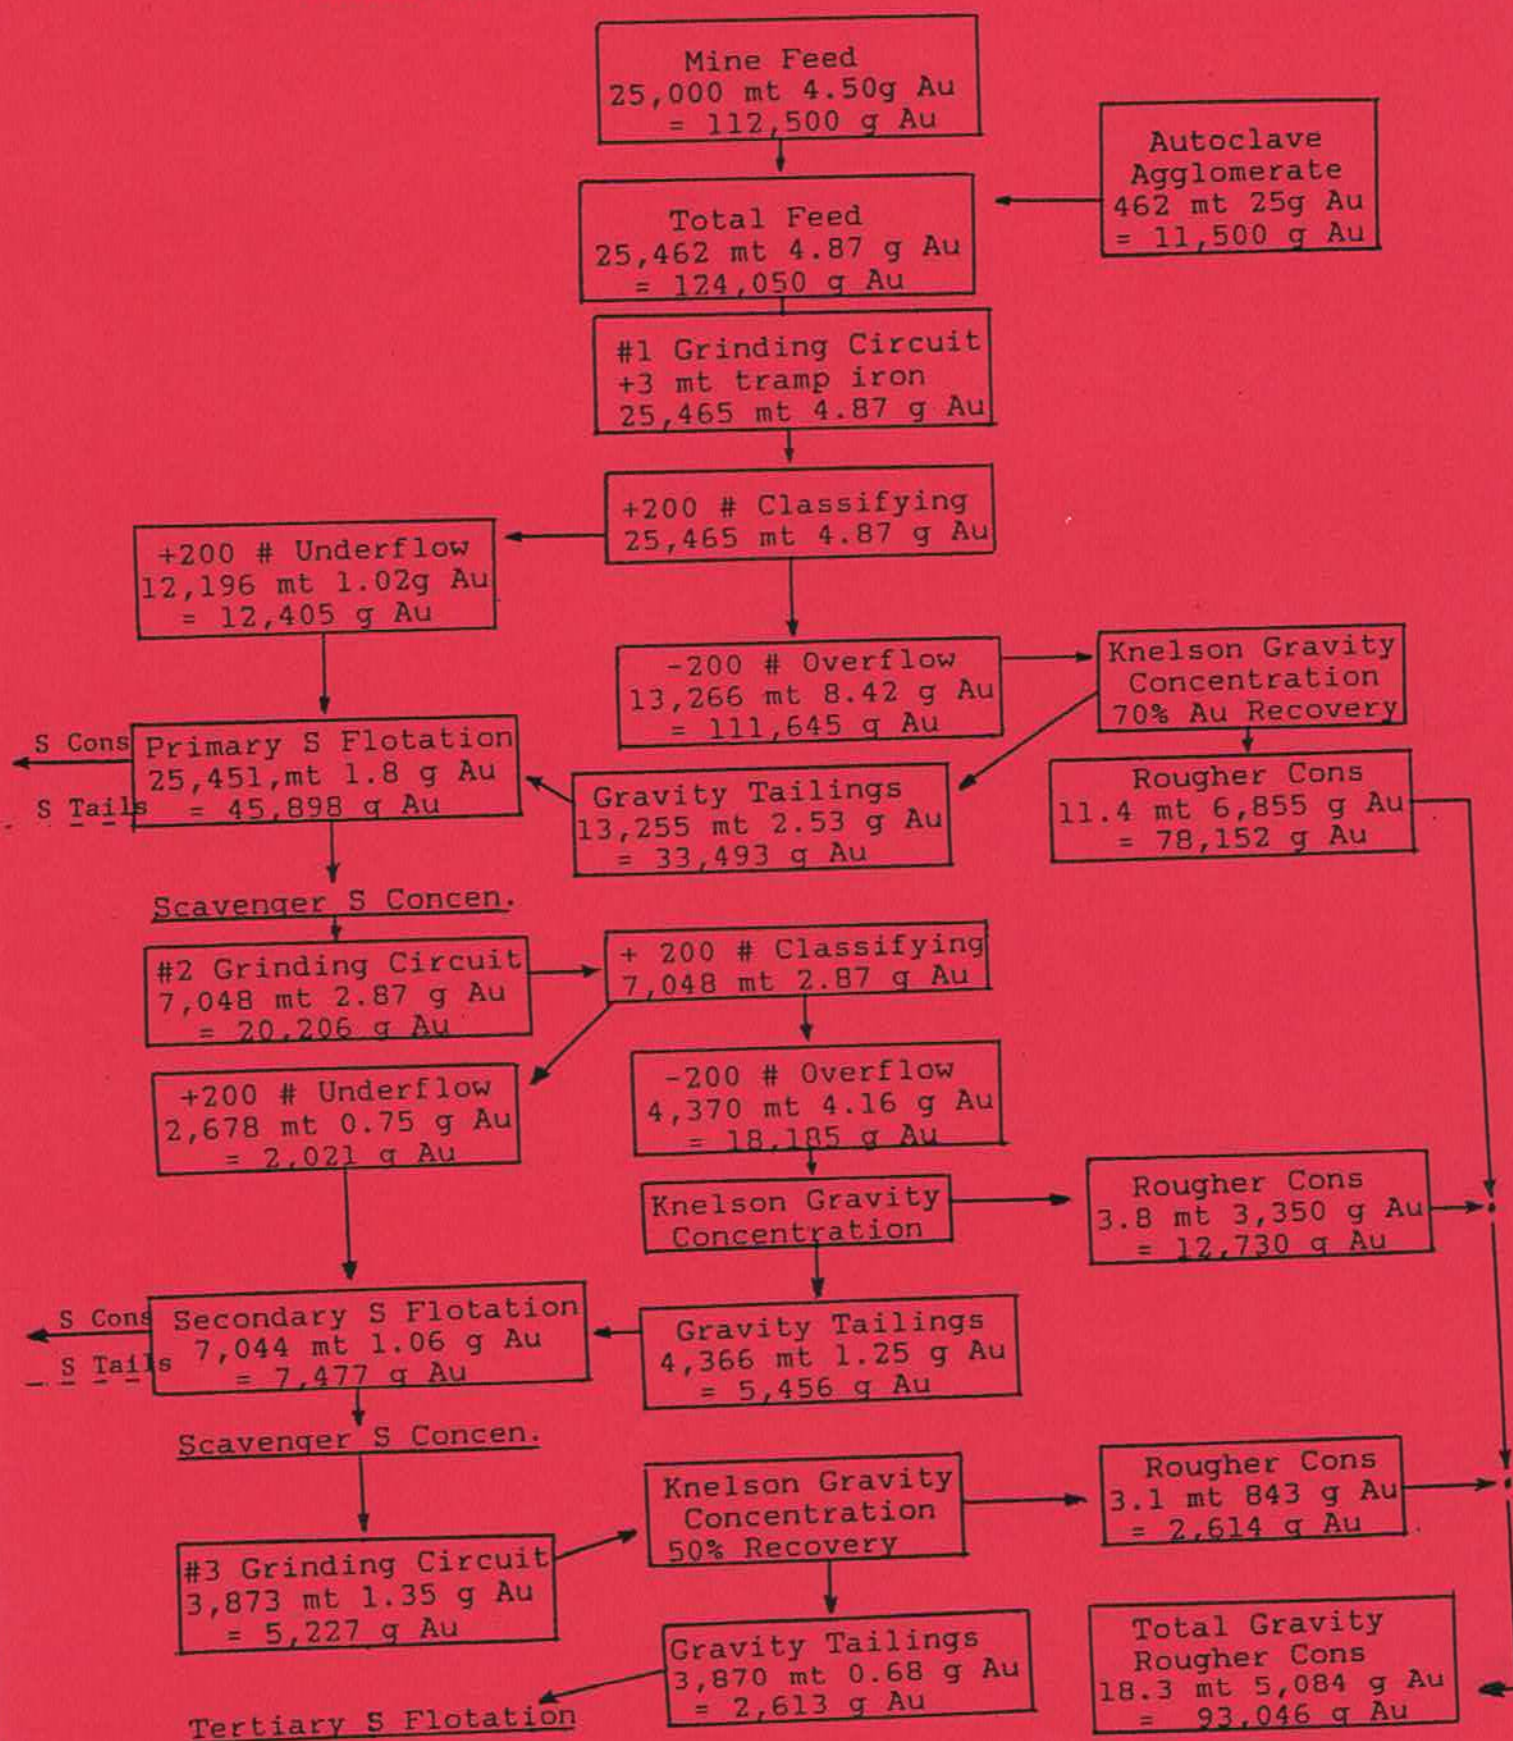 Mine Feed
25,000 mt 4.50g Au
= 112,500 g Au
Autoclave
Agglomerate
462 mt 25g Au
= 11,500 g Au
Total Feed
25,462 mt 4.87 g Au
= 124,050 g Au
#1 Grinding Circuit
+3 mt tramp iron
25,465 mt 4.87 g Au
+200 # Classifying
25,465 mt 4.87 g Au
+200 # Underflow
12,196 mt 1.02g Au
= 12,405 g Au
-200 # Overflow
13,266 mt 8.42 g Au
= 111,645 g Au
Knelson Gravity
Concentration
70% Au Recovery
S Cons
S Tails
Primary S Flotation
25,451,mt 1.8 g Au
= 45,898 g Au
Gravity Tailings
13,255 mt 2.53 g Au
= 33,493 g Au
Rougher Cons
11.4 mt 6,855 g Au
= 78,152 g Au
Scavenger S Concen.
#2 Grinding Circuit
7,048 mt 2.87 g Au
= 20,206 g Au
+ 200 # Classifying
7,048 mt 2.87 g Au
+200 # Underflow
2,678 mt 0.75 g Au
= 2,021 g Au
-200 # Overflow
4,370 mt 4.16 g Au
= 18,185 g Au
Knelson Gravity
Concentration
Rougher Cons
3.8 mt 3,350 g Au
= 12,730 g Au
S Cons
S Tails
Secondary S Flotation
7,044 mt 1.06 g Au
= 7,477 g Au
Gravity Tailings
4,366 mt 1.25 g Au
= 5,456 g Au
Scavenger S Concen.
Knelson Gravity
Concentration
50% Recovery
Rougher Cons
3.1 mt 843 g Au
= 2,614 g Au
#3 Grinding Circuit
3,873 mt 1.35 g Au
= 5,227 g Au
Gravity Tailings
3,870 mt 0.68 g Au
= 2,613 g Au
Total Gravity
Rougher Cons
18.3 mt 5,084 g Au
= 93,046 g Au
Tertiary S Flotation